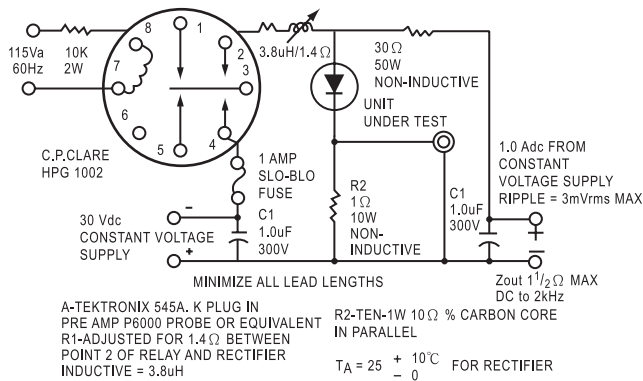 115Va
60Hz
10K
2W
8
7
6
5
1
2
3
4
C.P.CLARE
HPG 1002
3.8uH/1.4Ω
30Ω
50W
NON-INDUCTIVE
UNIT
UNDER TEST
1 AMP
SLO-BLO
FUSE
30 Vdc
CONSTANT VOLTAGE
SUPPLY
−
+
C1
1.0uF
300V
R2
1Ω
10W
NON-
INDUCTIVE
C1
1.0uF
300V
1.0 Adc FROM
CONSTANT
VOLTAGE SUPPLY
RIPPLE = 3mVrms MAX
+
−
Zout 1 1/2 Ω MAX
DC to 2kHz
MINIMIZE ALL LEAD LENGTHS
A-TEKTRONIX 545A. K PLUG IN
PRE AMP P6000 PROBE OR EQUIVALENT
R1-ADJUSTED FOR 1.4Ω BETWEEN
POINT 2 OF RELAY AND RECTIFIER
INDUCTIVE = 3.8uH
R2-TEN-1W 10Ω % CARBON CORE
IN PARALLEL
TA = 25 + 10℃ FOR RECTIFIER
− 0